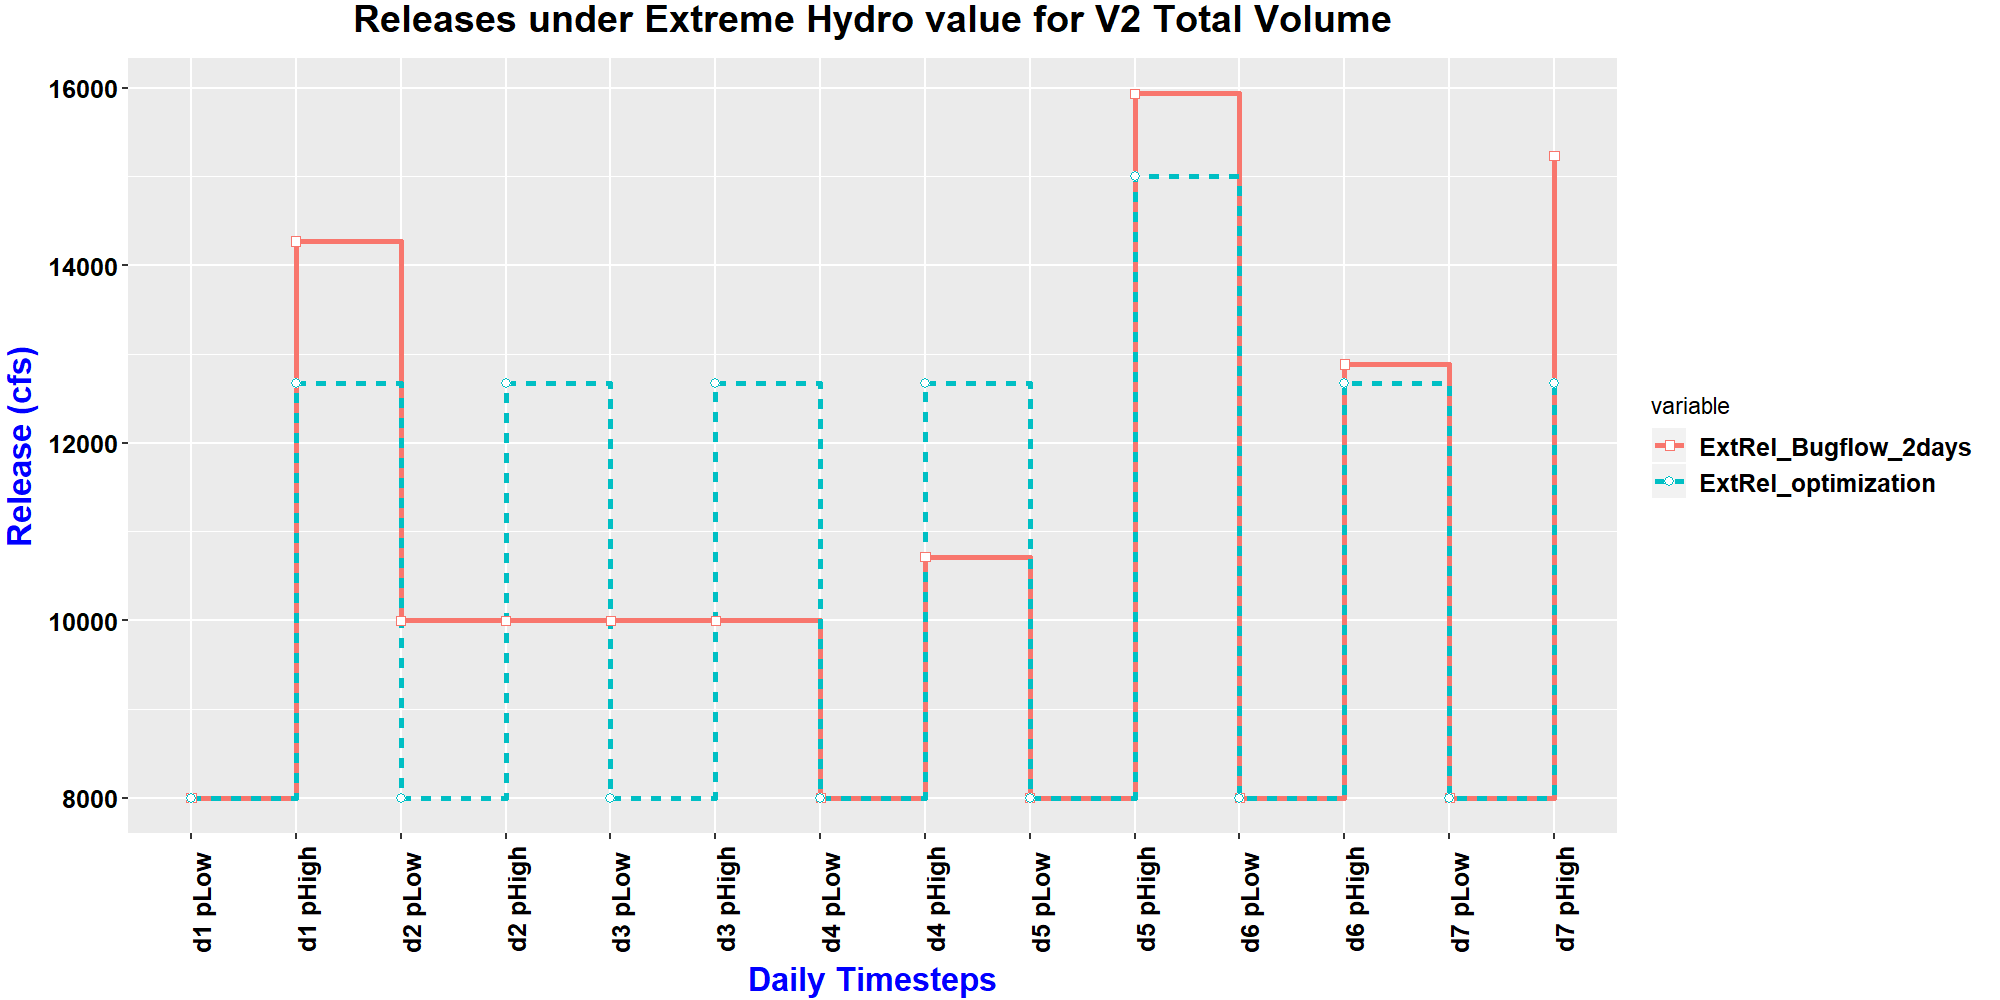 Releases under Extreme Hydro value for V2 Total Volume
Release (cfs)
16000
14000
12000
10000
8000
d1 pLow
d1 pHigh
d2 pLow
d2 pHigh
d3 pLow
d3 pHigh
d4 pLow
d4 pHigh
d5 pLow
d5 pHigh
d6 pLow
d6 pHigh
d7 pLow
d7 pHigh
Daily Timesteps
variable
ExtRel_Bugflow_2days
ExtRel_optimization